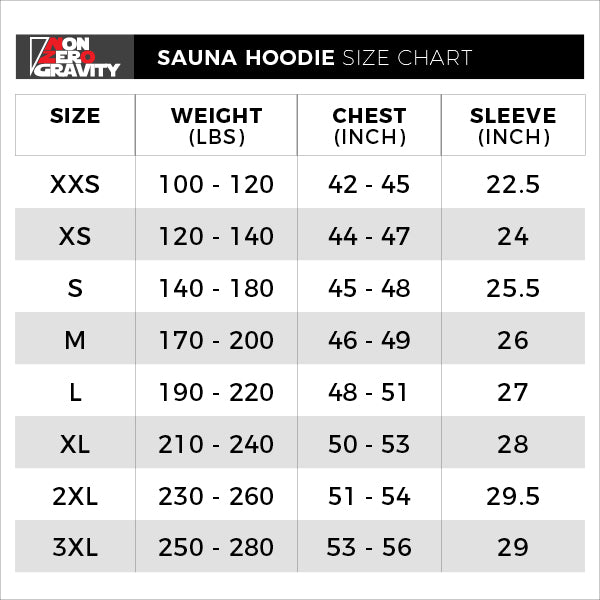 NON
ZERO
GRAVITY
SAUNA HOODIE SIZE CHART
SIZE WEIGHT (LBS) CHEST (INCH) SLEEVE (INCH)
XXS 100 - 120 42 - 45 22.5
XS 120 - 140 44 - 47 24
S 140 - 180 45 - 48 25.5
M 170 - 200 46 - 49 26
L 190 - 220 48 - 51 27
XL 210 - 240 50 - 53 28
2XL 230 - 260 51 - 54 29.5
3XL 250 - 280 53 - 56 29